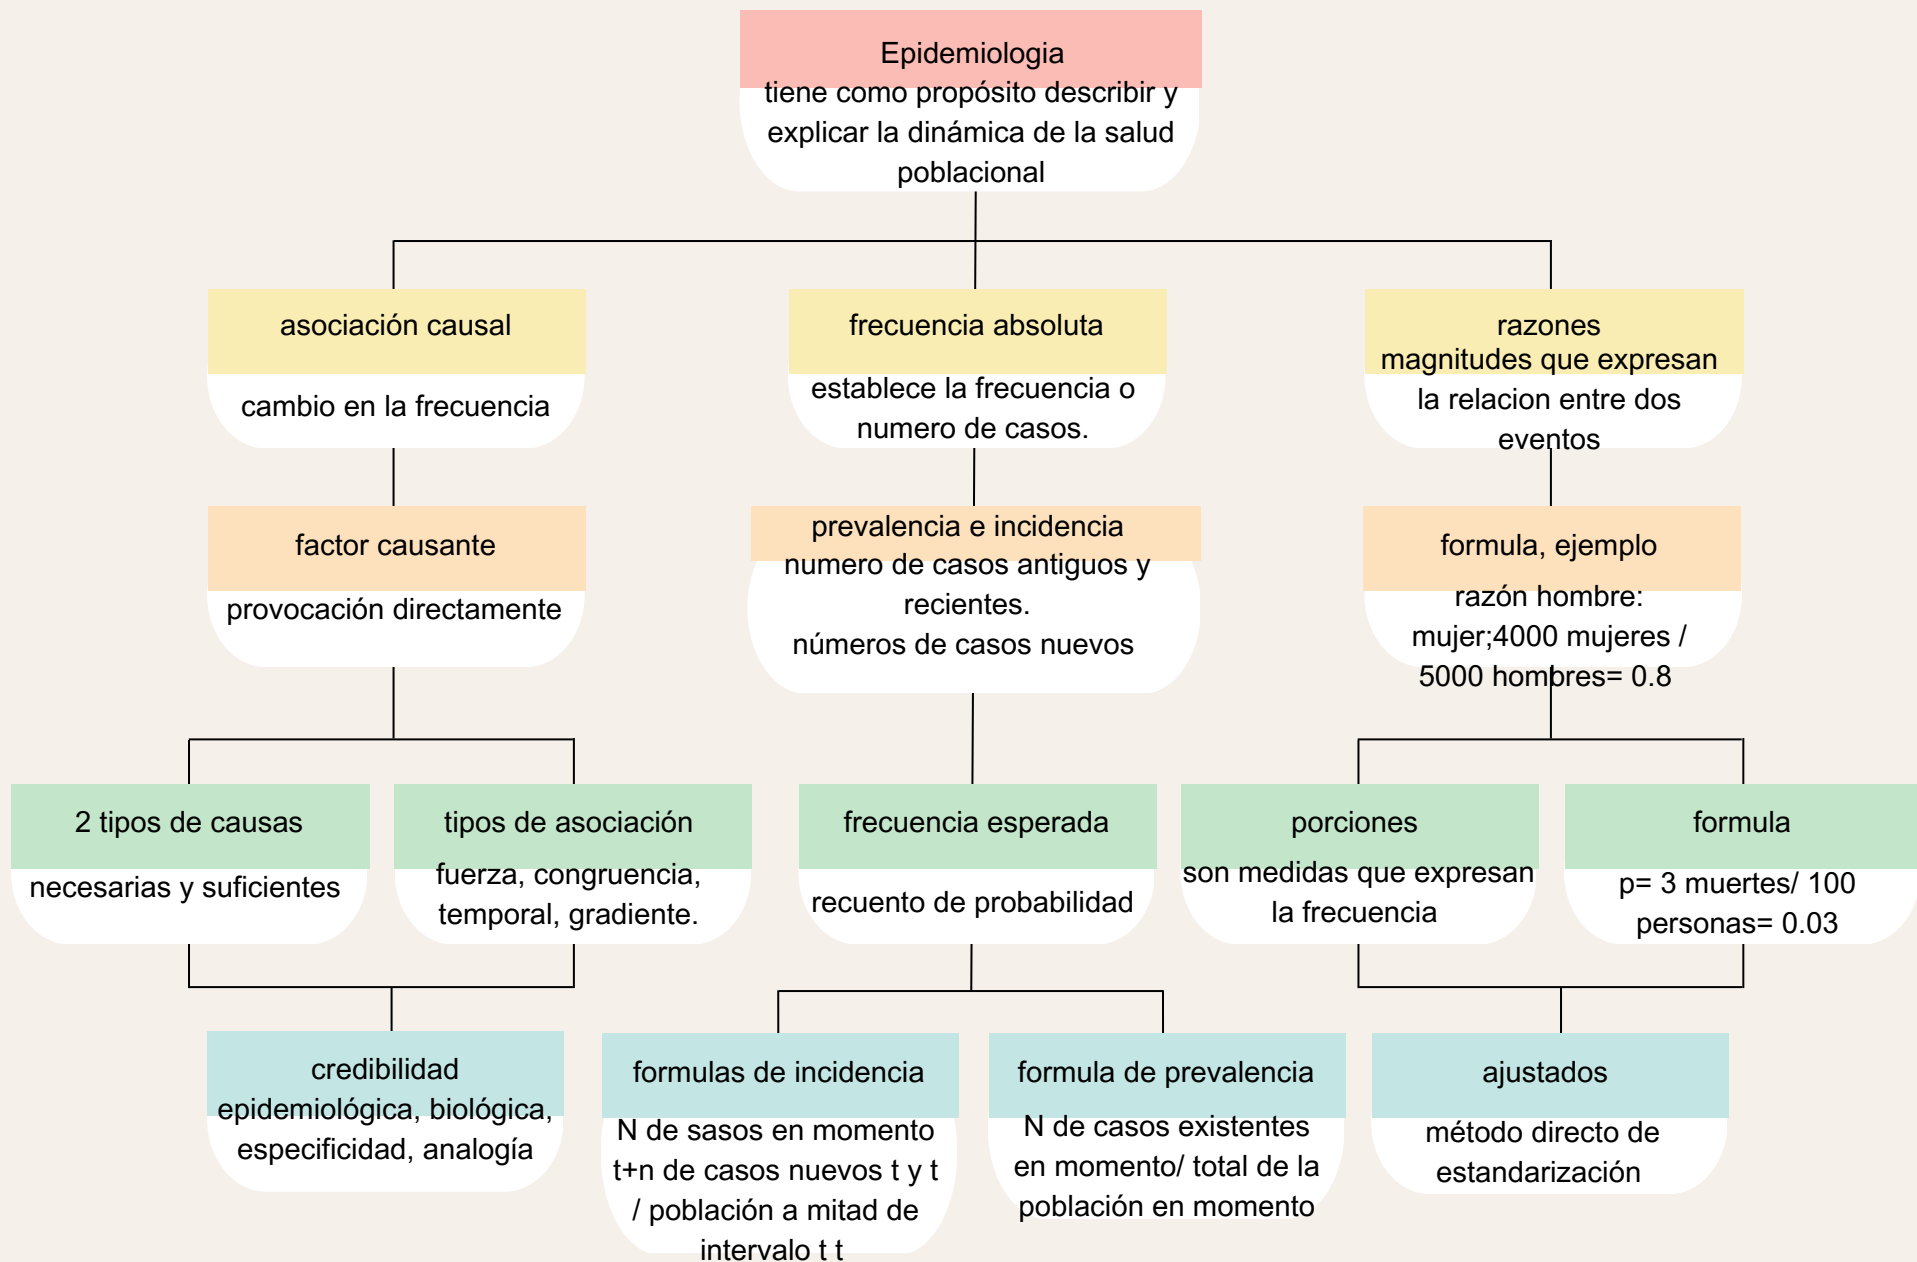 Epidemiologia
tiene como propósito describir y
explicar la dinámica de la salud
poblacional
asociación causal
cambio en la frecuencia
frecuencia absoluta
establece la frecuencia o
numero de casos.
razones
magnitudes que expresan
la relacion entre dos
eventos
factor causante
provocación directamente
prevalencia e incidencia
numero de casos antiguos y
recientes.
números de casos nuevos
formula, ejemplo
razón hombre:
mujer;4000 mujeres /
5000 hombres= 0.8
2 tipos de causas
necesarias y suficientes
tipos de asociación
fuerza, congruencia,
temporal, gradiente.
frecuencia esperada
recuento de probabilidad
porciones
son medidas que expresan
la frecuencia
formula
p= 3 muertes/ 100
personas= 0.03
credibilidad
epidemiológica, biológica,
especificidad, analogía
formulas de incidencia
N de sasos en momento
t+n de casos nuevos t y t
/ población a mitad de
intervalo t t
formula de prevalencia
N de casos existentes
en momento/ total de la
población en momento
ajustados
método directo de
estandarización